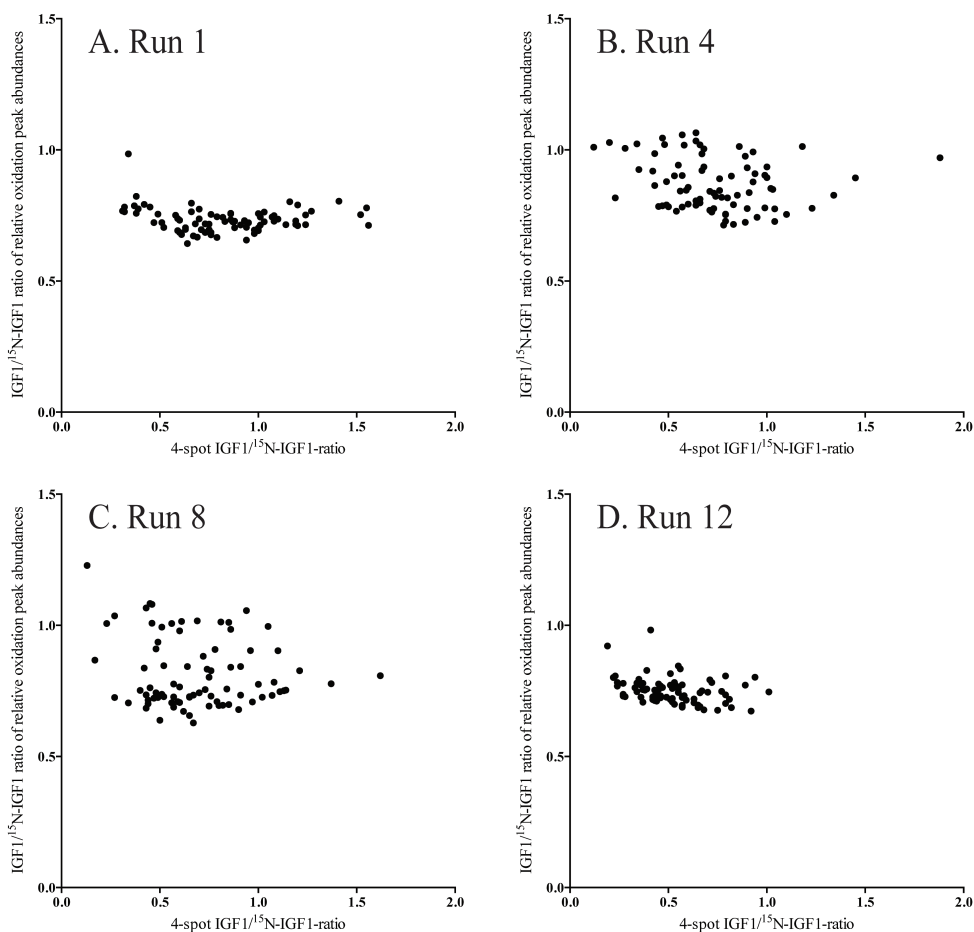 A. Run 1
IGF1/¹⁵N-IGF1 ratio of relative oxidation peak abundances
1.5
1.0
0.5
0.0
0.0 0.5 1.0 1.5 2.0
4-spot IGF1/¹⁵N-IGF1-ratio
B. Run 4
IGF1/¹⁵N-IGF1 ratio of relative oxidation peak abundances
1.5
1.0
0.5
0.0
0.0 0.5 1.0 1.5 2.0
4-spot IGF1/¹⁵N-IGF1-ratio
C. Run 8
IGF1/¹⁵N-IGF1 ratio of relative oxidation peak abundances
1.5
1.0
0.5
0.0
0.0 0.5 1.0 1.5 2.0
4-spot IGF1/¹⁵N-IGF1-ratio
D. Run 12
IGF1/¹⁵N-IGF1 ratio of relative oxidation peak abundances
1.5
1.0
0.5
0.0
0.0 0.5 1.0 1.5 2.0
4-spot IGF1/¹⁵N-IGF1-ratio